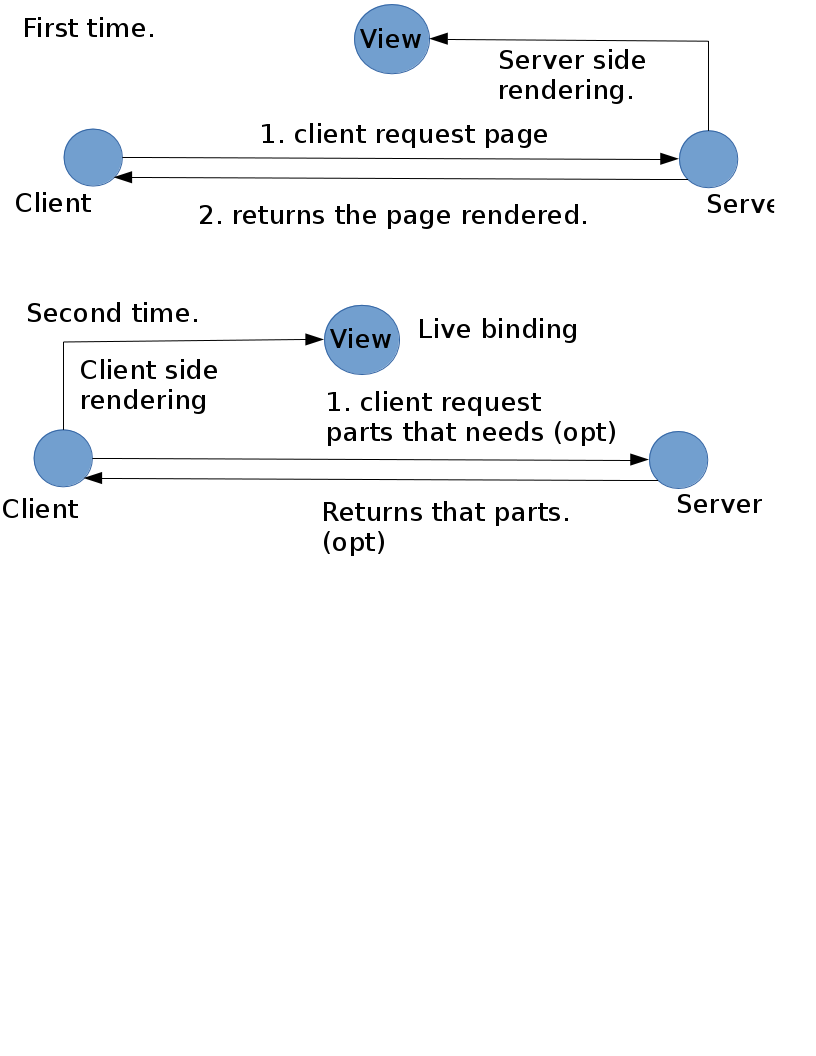 First time.
View
Server side
rendering.
1. client request page
Client
2. returns the page rendered.
Serve
Second time.
View
Live binding
Client side
rendering
1. client request
parts that needs (opt)
Client
Returns that parts.
(opt)
Server